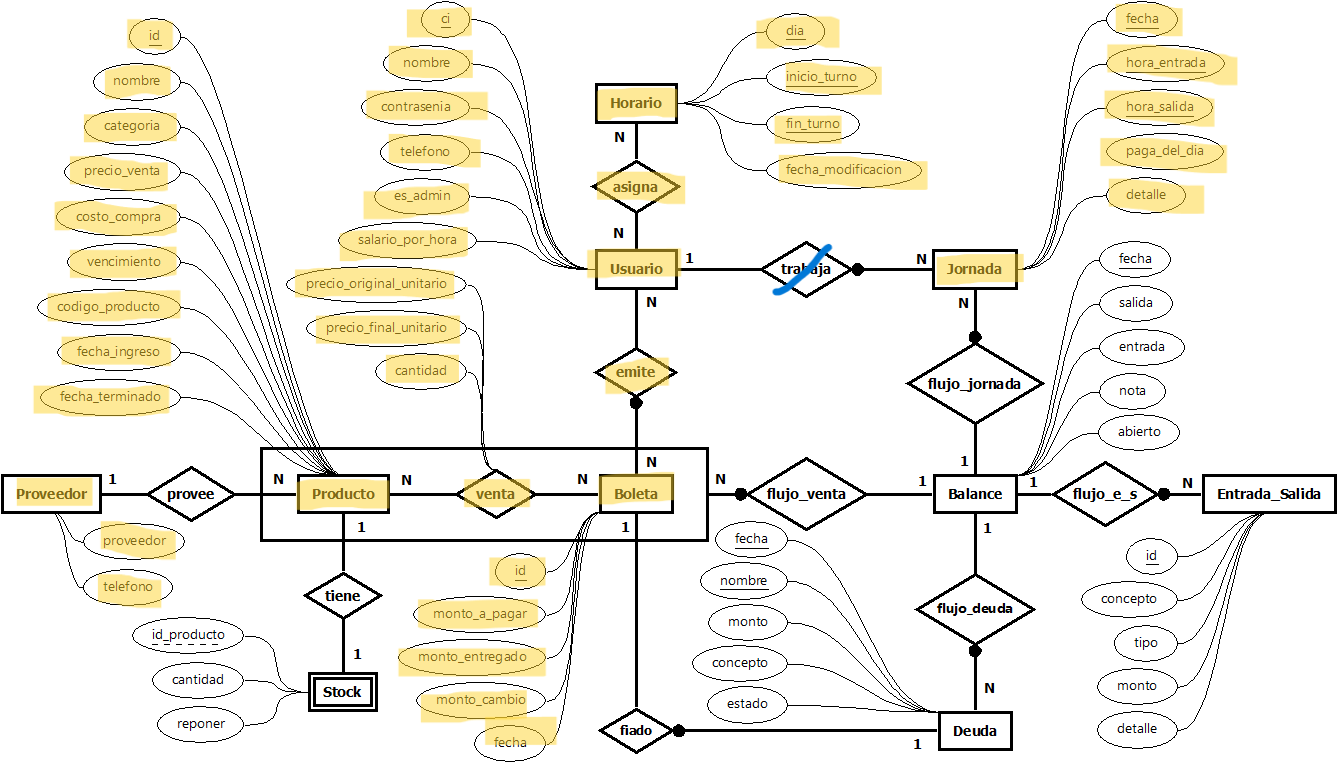 id
nombre
categoria
precio_venta
costo_compra
vencimiento
codigo_producto
fecha_ingreso
fecha_terminado
ci
nombre
contrasenia
telefono
es_admin
salario_por_hora
precio_original_unitario
precio_final_unitario
cantidad
Horario
dia
inicio_turno
fin_turno
fecha_modificacion
N
asigna
N
Usuario
1
trabaja
N
Jornada
fecha
hora_entrada
hora_salida
paga_del_dia
detalle
N
emite
N
N
flujo_jornada
1
fecha
salida
entrada
nota
abierto
Proveedor
1
provee
N
Producto
N
venta
N
Boleta
N
flujo_venta
1
Balance
1
flujo_e_s
N
Entrada_Salida
proveedor
telefono
1
tiene
1
Stock
id_producto
cantidad
reponer
1
id
monto_a_pagar
monto_entregado
monto_cambio
fecha
fiado
1
fecha
nombre
monto
concepto
estado
1
flujo_deuda
N
Deuda
id
concepto
tipo
monto
detalle